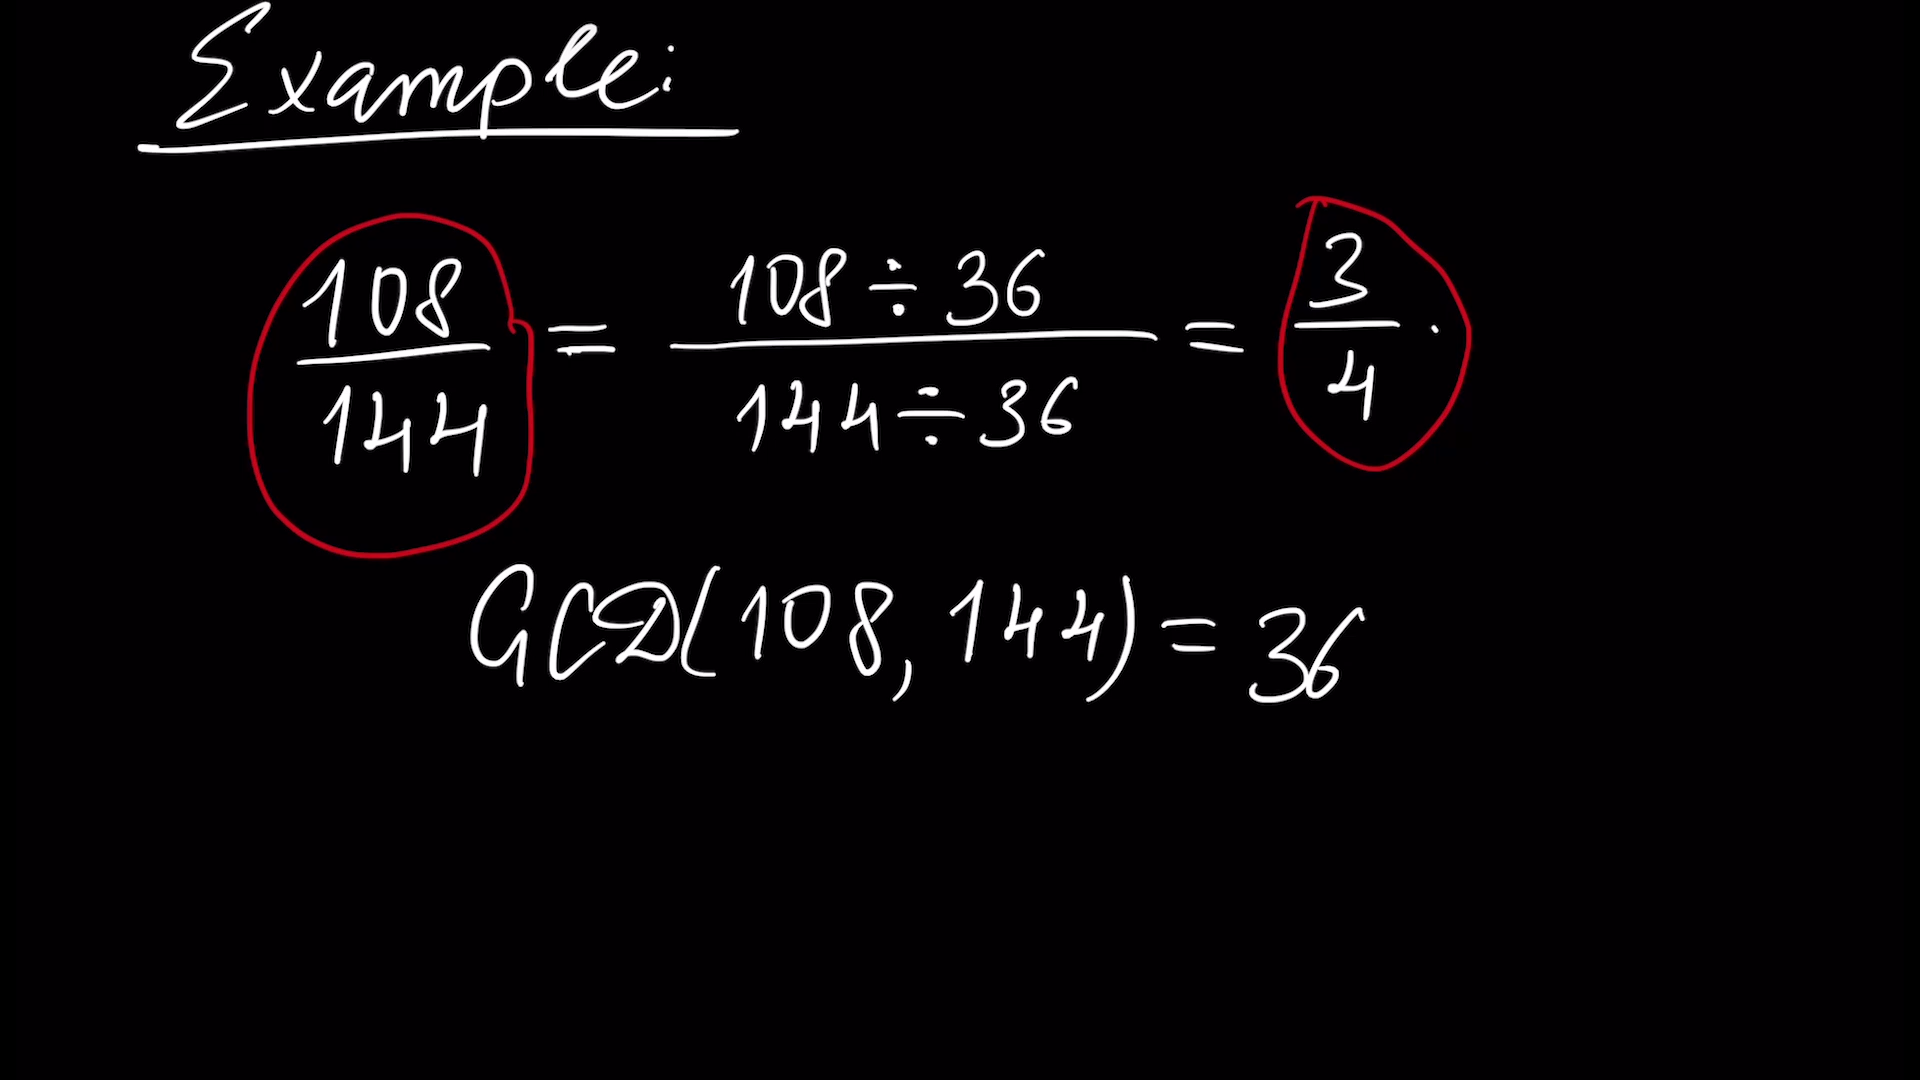 Example:
108/144 = 108 ÷ 36/144 ÷ 36 = 3/4.
GCD(108, 144) = 36